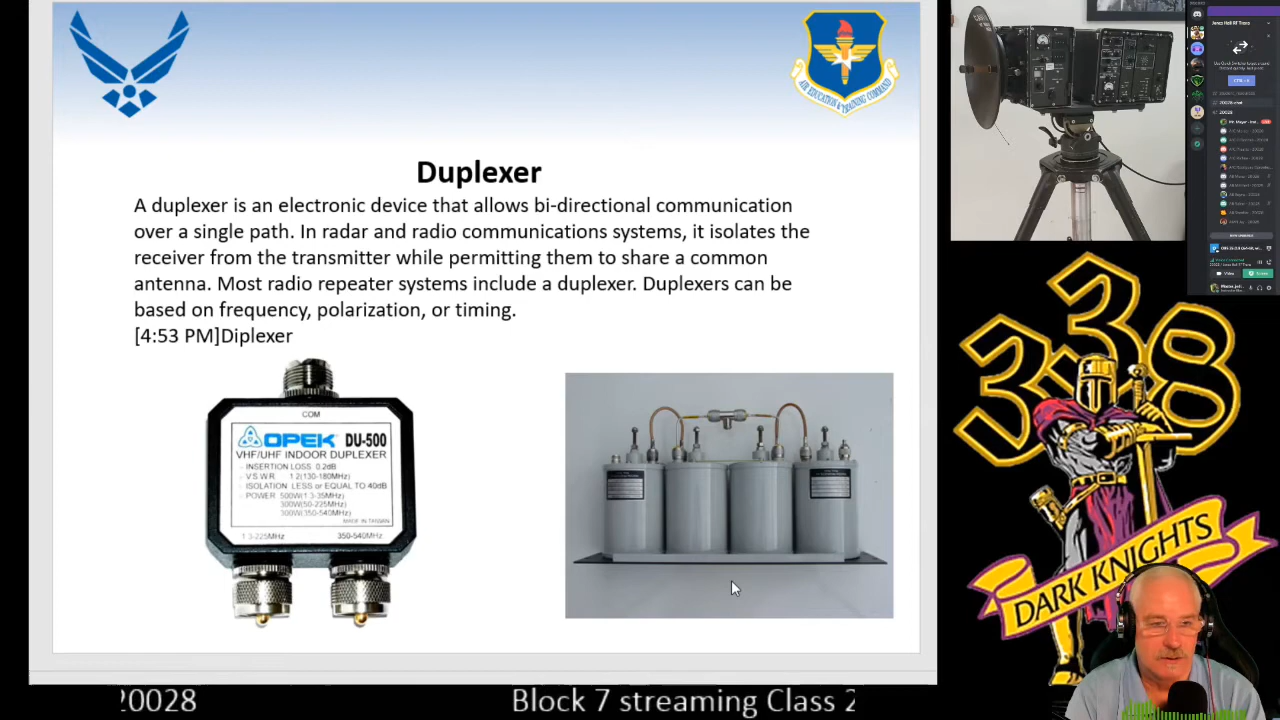 AIR EDUCATION & TRAINING COMMAND
Duplexer
A duplexer is an electronic device that allows bi-directional communication
over a single path. In radar and radio communications systems, it isolates the
receiver from the transmitter while permitting them to share a common
antenna. Most radio repeater systems include a duplexer. Duplexers can be
based on frequency, polarization, or timing.
[4:53 PM]Diplexer
COM
OPEK DU-500
VHF/UHF INDOOR DUPLEXER
INSERTION LOSS 0.2dB
V.S.W.R 1.2(130-180MHz)
ISOLATION LESS or EQUAL TO 40dB
POWER 500W(1.3-35MHz)
300W(50-225MHz)
300W(350-540MHz)
MADE IN TAIWAN
1.3-225MHz 350-540MHz
338
DARK KNIGHTS
20028
Block 7 streaming Class 2